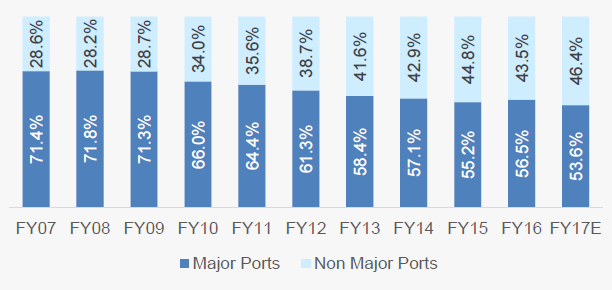 28.6% 28.2% 28.7% 34.0% 35.6% 38.7% 41.6% 42.9% 44.8% 43.5% 46.4%
71.4% 71.8% 71.3% 66.0% 64.4% 61.3% 58.4% 57.1% 55.2% 56.5% 53.6%
FY07 FY08 FY09 FY10 FY11 FY12 FY13 FY14 FY15 FY16 FY17E
Major Ports Non Major Ports